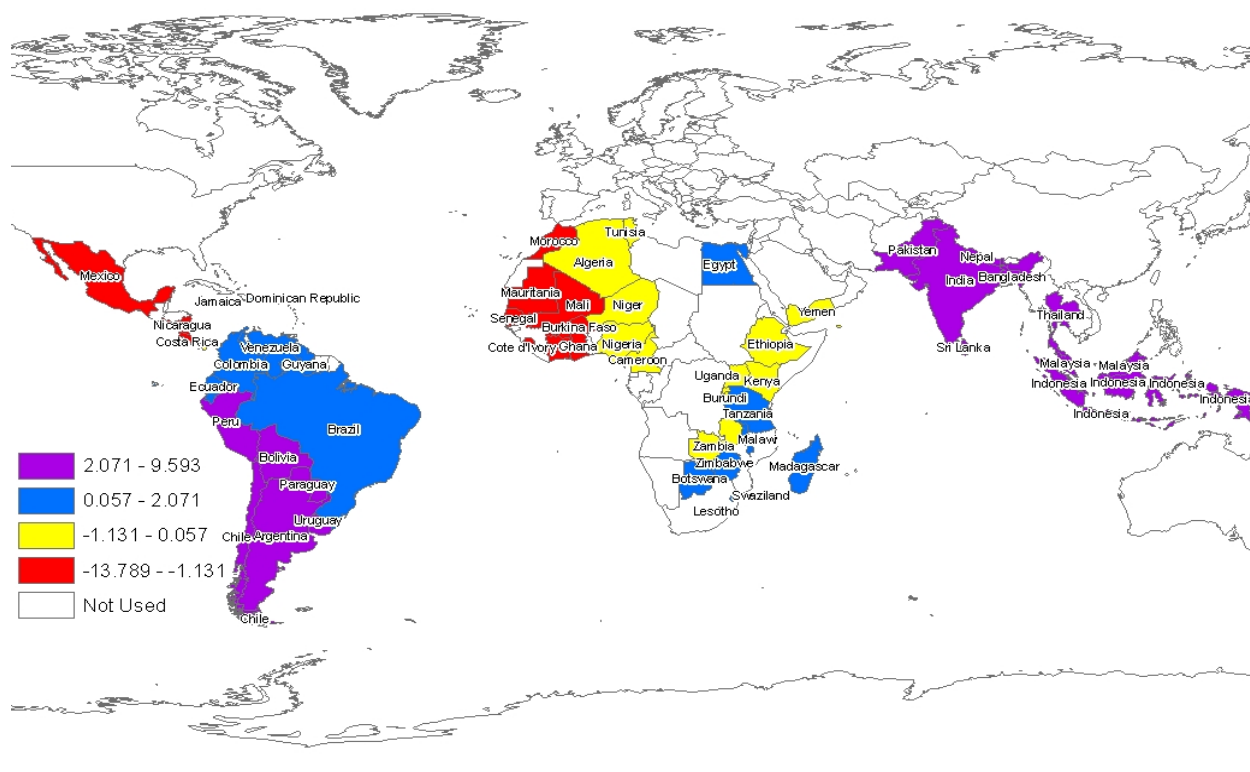 Tunisia
Morocco
Algeria
Egypt
Pakistan
Nepal
India
Bangladesh
Mexico
Jamaica
Dominican Republic
Mauritania
Mali
Niger
Yemen
Senegal
Nicaragua
Burkina Faso
Thailand
Costa Rica
Venezuela
Cote d'Ivory
Ghana
Nigeria
Ethiopia
Sri Lanka
Colombia
Guyana
Cameroon
Malaysia
Malaysia
Ecuador
Uganda
Kenya
Indonesia
Indonesia
Indonesia
Burundi
Indonesia
Tanzania
Indonesia
Peru
Brazil
Malawi
Zambia
Bolivia
Zimbabwe
Madagascar
Botswana
Paraguay
Swaziland
Lesotho
Uruguay
Chile
Argentina
Chile
2.071 - 9.593
0.057 - 2.071
-1.131 - 0.057
-13.789 - -1.131
Not Used